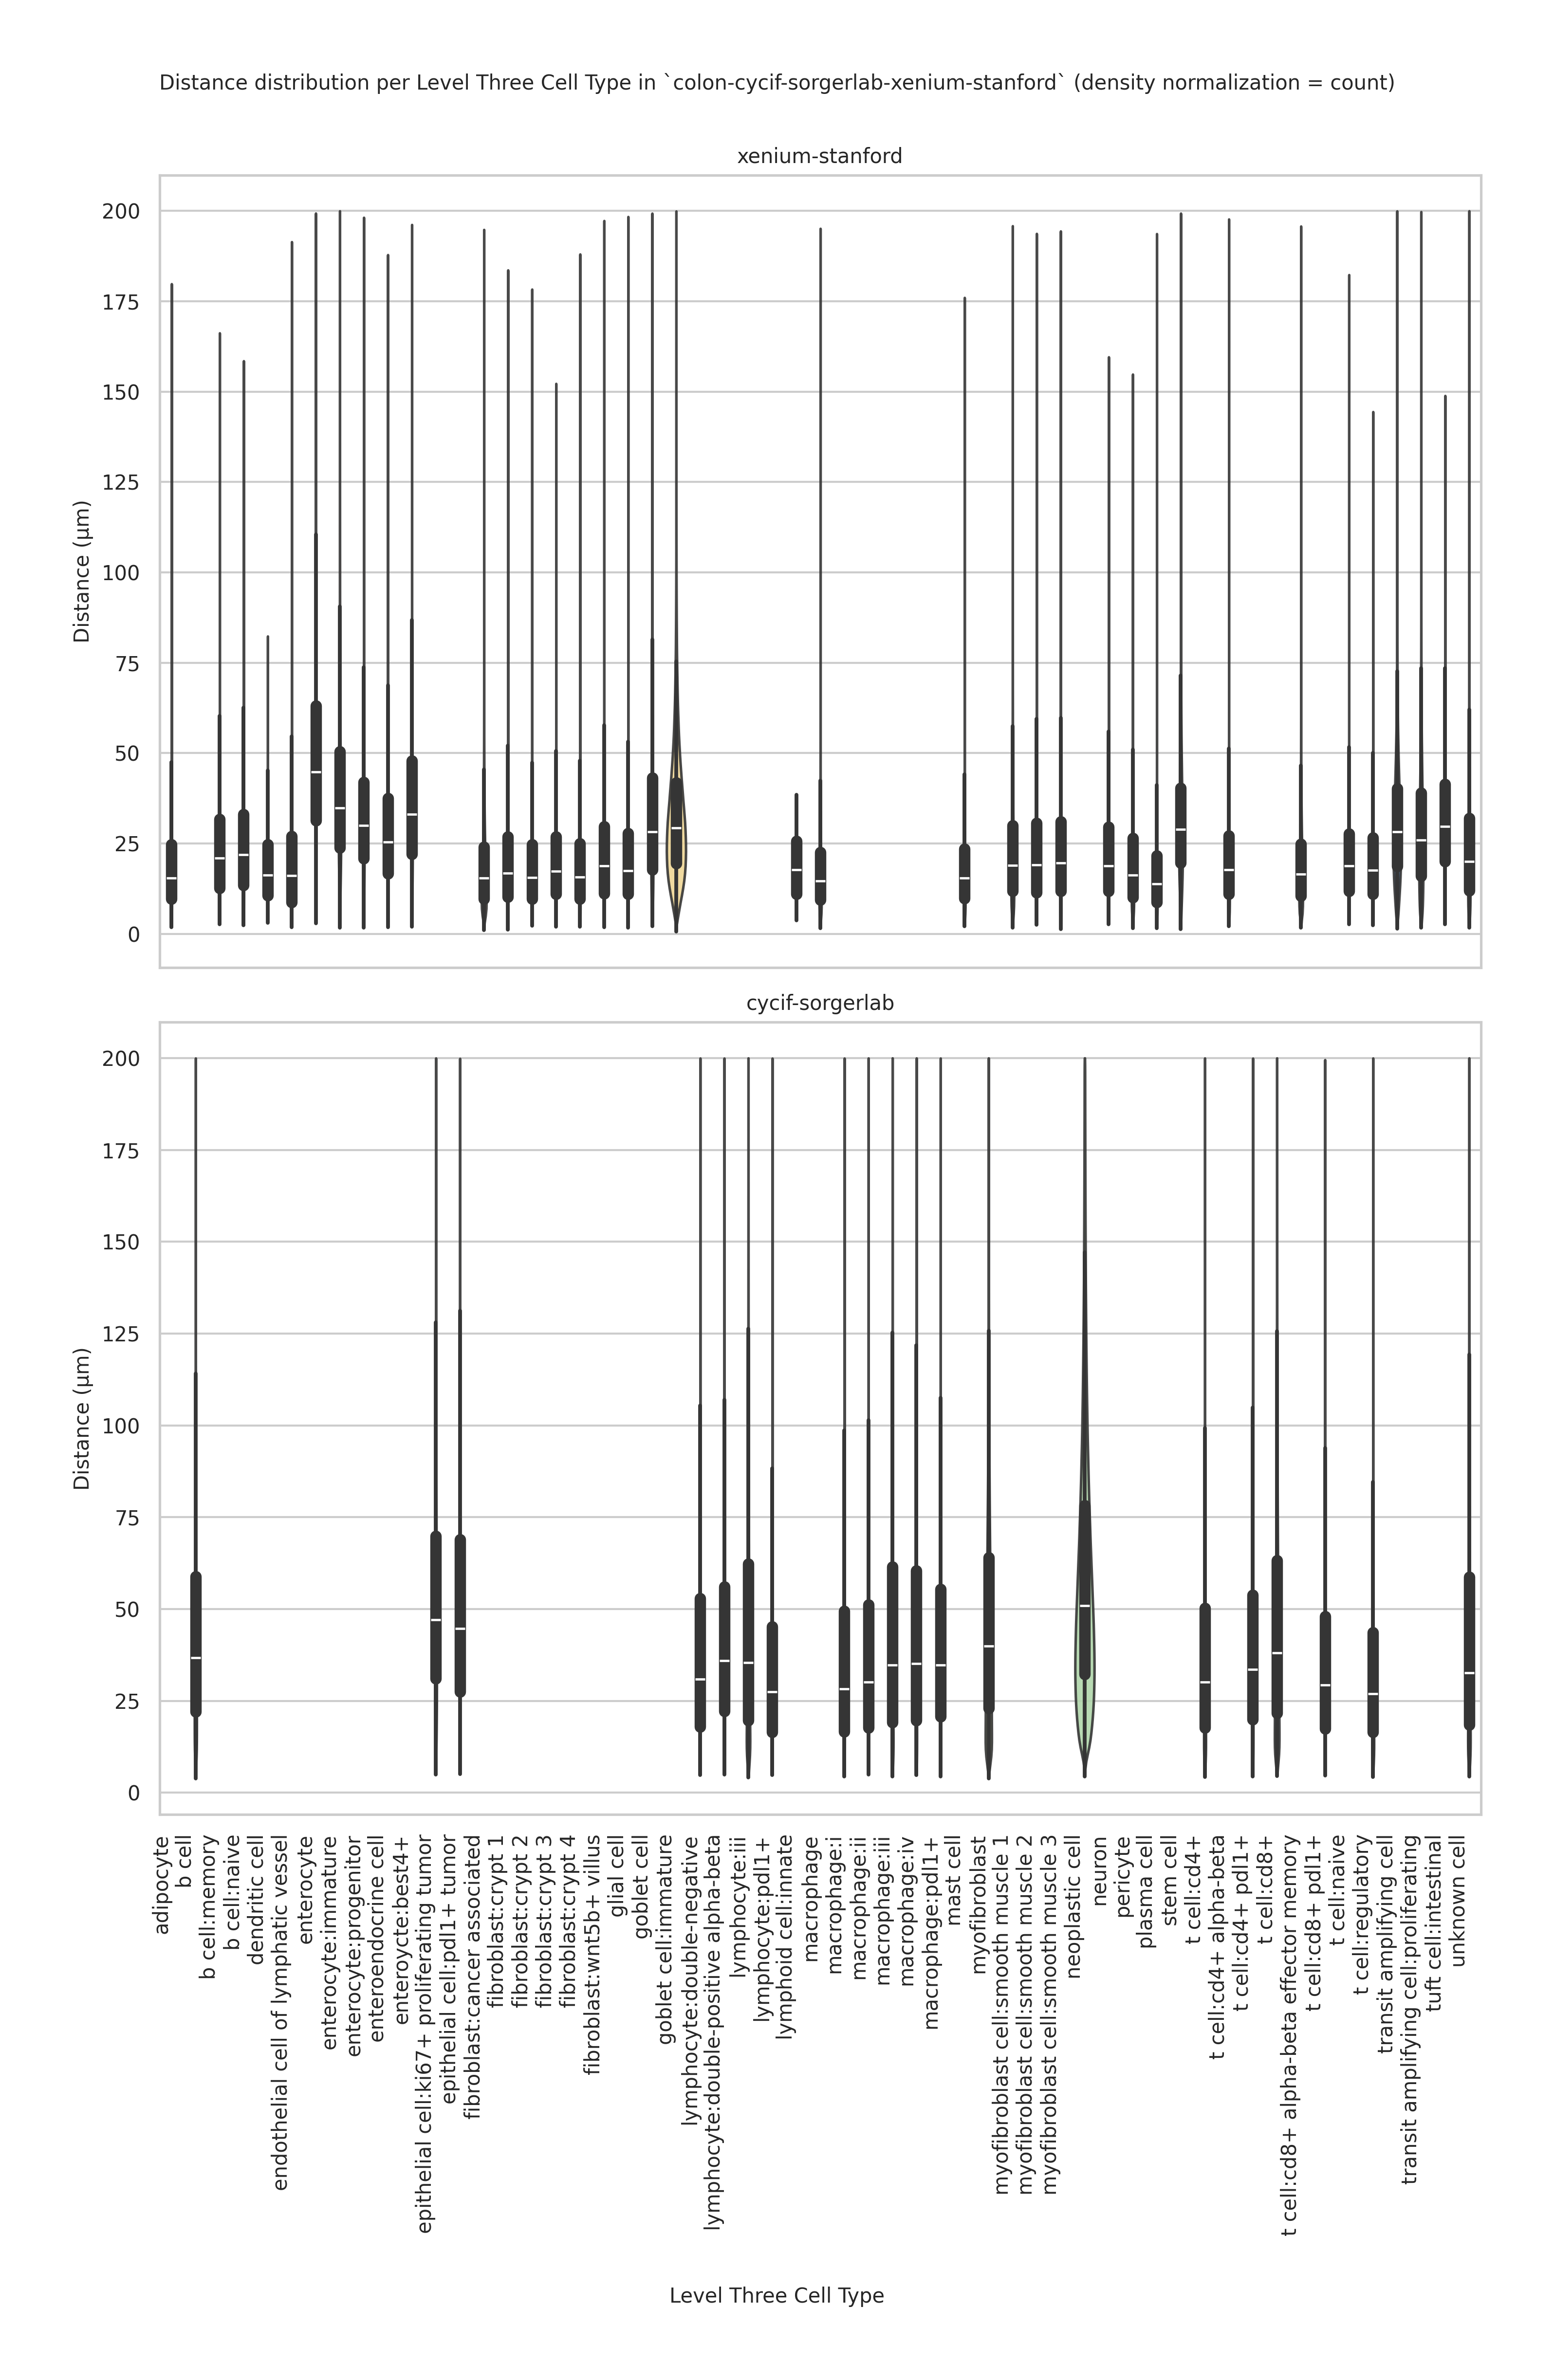 Distance distribution per Level Three Cell Type in `colon-cycif-sorgerlab-xenium-stanford` (density normalization = count)
xenium-stanford
200
175
150
125
100
75
50
25
0
Distance (µm)
cycif-sorgerlab
200
175
150
125
100
75
50
25
0
Distance (µm)
adipocyte
b cell
b cell:memory
b cell:naive
dendritic cell
endothelial cell of lymphatic vessel
enterocyte
enterocyte:immature
enterocyte:progenitor
enteroendocrine cell
enteroycte:best4+
epithelial cell:ki67+ proliferating tumor
epithelial cell:pdl1+ tumor
fibroblast:cancer associated
fibroblast:crypt 1
fibroblast:crypt 2
fibroblast:crypt 3
fibroblast:crypt 4
fibroblast:wnt5b+ villus
glial cell
goblet cell
goblet cell:immature
lymphocyte:double-negative
lymphocyte:double-positive alpha-beta
lymphocyte:iii
lymphocyte:pdl1+
lymphoid cell:innate
macrophage
macrophage:i
macrophage:ii
macrophage:iii
macrophage:iv
macrophage:pdl1+
mast cell
myofibroblast
myofibroblast cell:smooth muscle 1
myofibroblast cell:smooth muscle 2
myofibroblast cell:smooth muscle 3
neoplastic cell
neuron
pericyte
plasma cell
stem cell
t cell:cd4+
t cell:cd4+ alpha-beta
t cell:cd4+ pdl1+
t cell:cd8+
t cell:cd8+ alpha-beta effector memory
t cell:cd8+ pdl1+
t cell:naive
t cell:regulatory
transit amplifying cell
transit amplifying cell:proliferating
tuft cell:intestinal
unknown cell
Level Three Cell Type